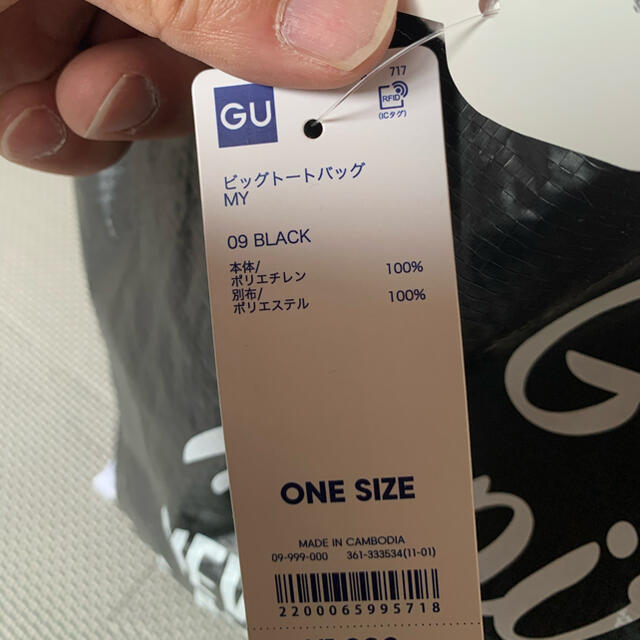 717
GU
RFID
(ICタグ)
ビッグトートバッグ
MY
09 BLACK
本体/
ポリエチレン 100%
別布/
ポリエステル 100%
ONE SIZE
MADE IN CAMBODIA
09-999-000 361-333534(11-01)
2200065995718